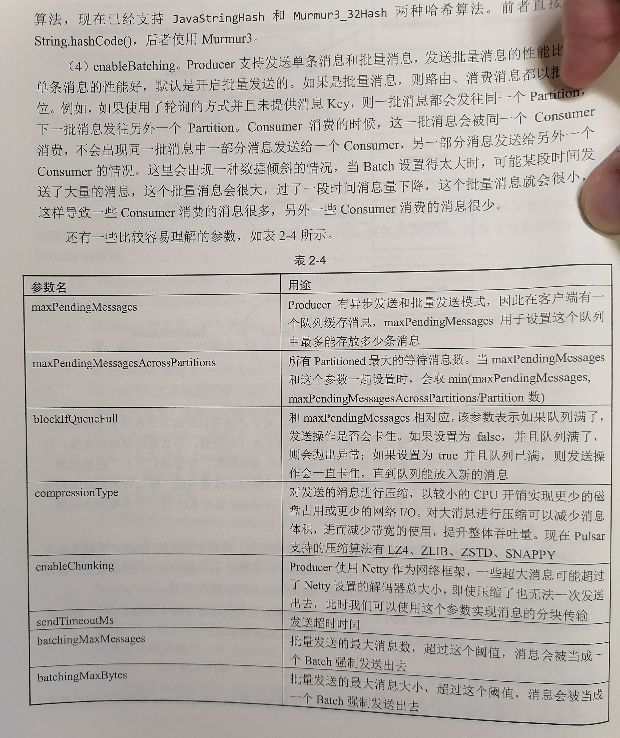 算法，现在已经支持 JavaStringHash 和 Murmur3_32Hash 两种哈希算法。前者直接
String.hashCode()，后者使用 Murmur3。
（4）enableBatching。Producer 支持发送单条消息和批量消息，发送批量消息的性能比
单条消息的性能好，默认是开启批量发送的。如果是批量消息，则路由、消费消息都以批
位。例如，如果使用了轮询的方式并且未提供消息 Key，则一批消息都会发往同一个 Partition，
下一批消息发往另外一个 Partition。Consumer 消费的时候，这一批消息会被同一个 Consumer
消费，不会出现同一批消息中一部分消息发送给一个 Consumer，另一部分消息发送给另外一个
Consumer 的情况。这里会出现一种数据倾斜的情况，当 Batch 设置得太大时，可能某段时间发
送了大量的消息，这个批量消息会很大，过了一段时间消息量下降，这个批量消息就会很小，
这样导致一些 Consumer 消费的消息很多，另外一些 Consumer 消费的消息很少。
还有一些比较容易理解的参数，如表 2-4 所示。
表 2-4
参数名 用途
maxPendingMessages Producer 有异步发送和批量发送模式，因此在客户端有一
个队列缓存消息，maxPendingMessages 用于设置这个队列
中最多能存放多少条消息
maxPendingMessagesAcrossPartitions 所有 Partitioned 最大的等待消息数。当 maxPendingMessages
和这个参数一起设置时，会取 min(maxPendingMessages,
maxPendingMessagesAcrossPartitions/Partition 数)
blockIfQueueFull 和 maxPendingMessages 相对应，该参数表示如果队列满了，
发送操作是否会卡住。如果设置为 false，并且队列满了，
则会抛出异常；如果设置为 true 并且队列已满，则发送操
作会一直卡住，直到队列能放入新的消息
compressionType 对发送的消息进行压缩，以较小的 CPU 开销实现更少的磁
盘占用或更少的网络 I/O。对大消息进行压缩可以减少消息
体积，进而减少带宽的使用，提升整体吞吐量。现在 Pulsar
支持的压缩算法有 LZ4、ZLIB、ZSTD、SNAPPY
enableChunking Producer 使用 Netty 作为网络框架，一些超大消息可能超过
了 Netty 设置的解码器总大小，即使压缩了也无法一次发送
出去，此时我们可以使用这个参数实现消息的分块传输
sendTimeoutMs 发送超时时间
batchingMaxMessages 批量发送的最大消息数，超过这个阈值，消息会被当成一
个 Batch 强制发送出去
batchingMaxBytes 批量发送的最大消息大小，超过这个阈值，消息会被当成
一个 Batch 强制发送出去